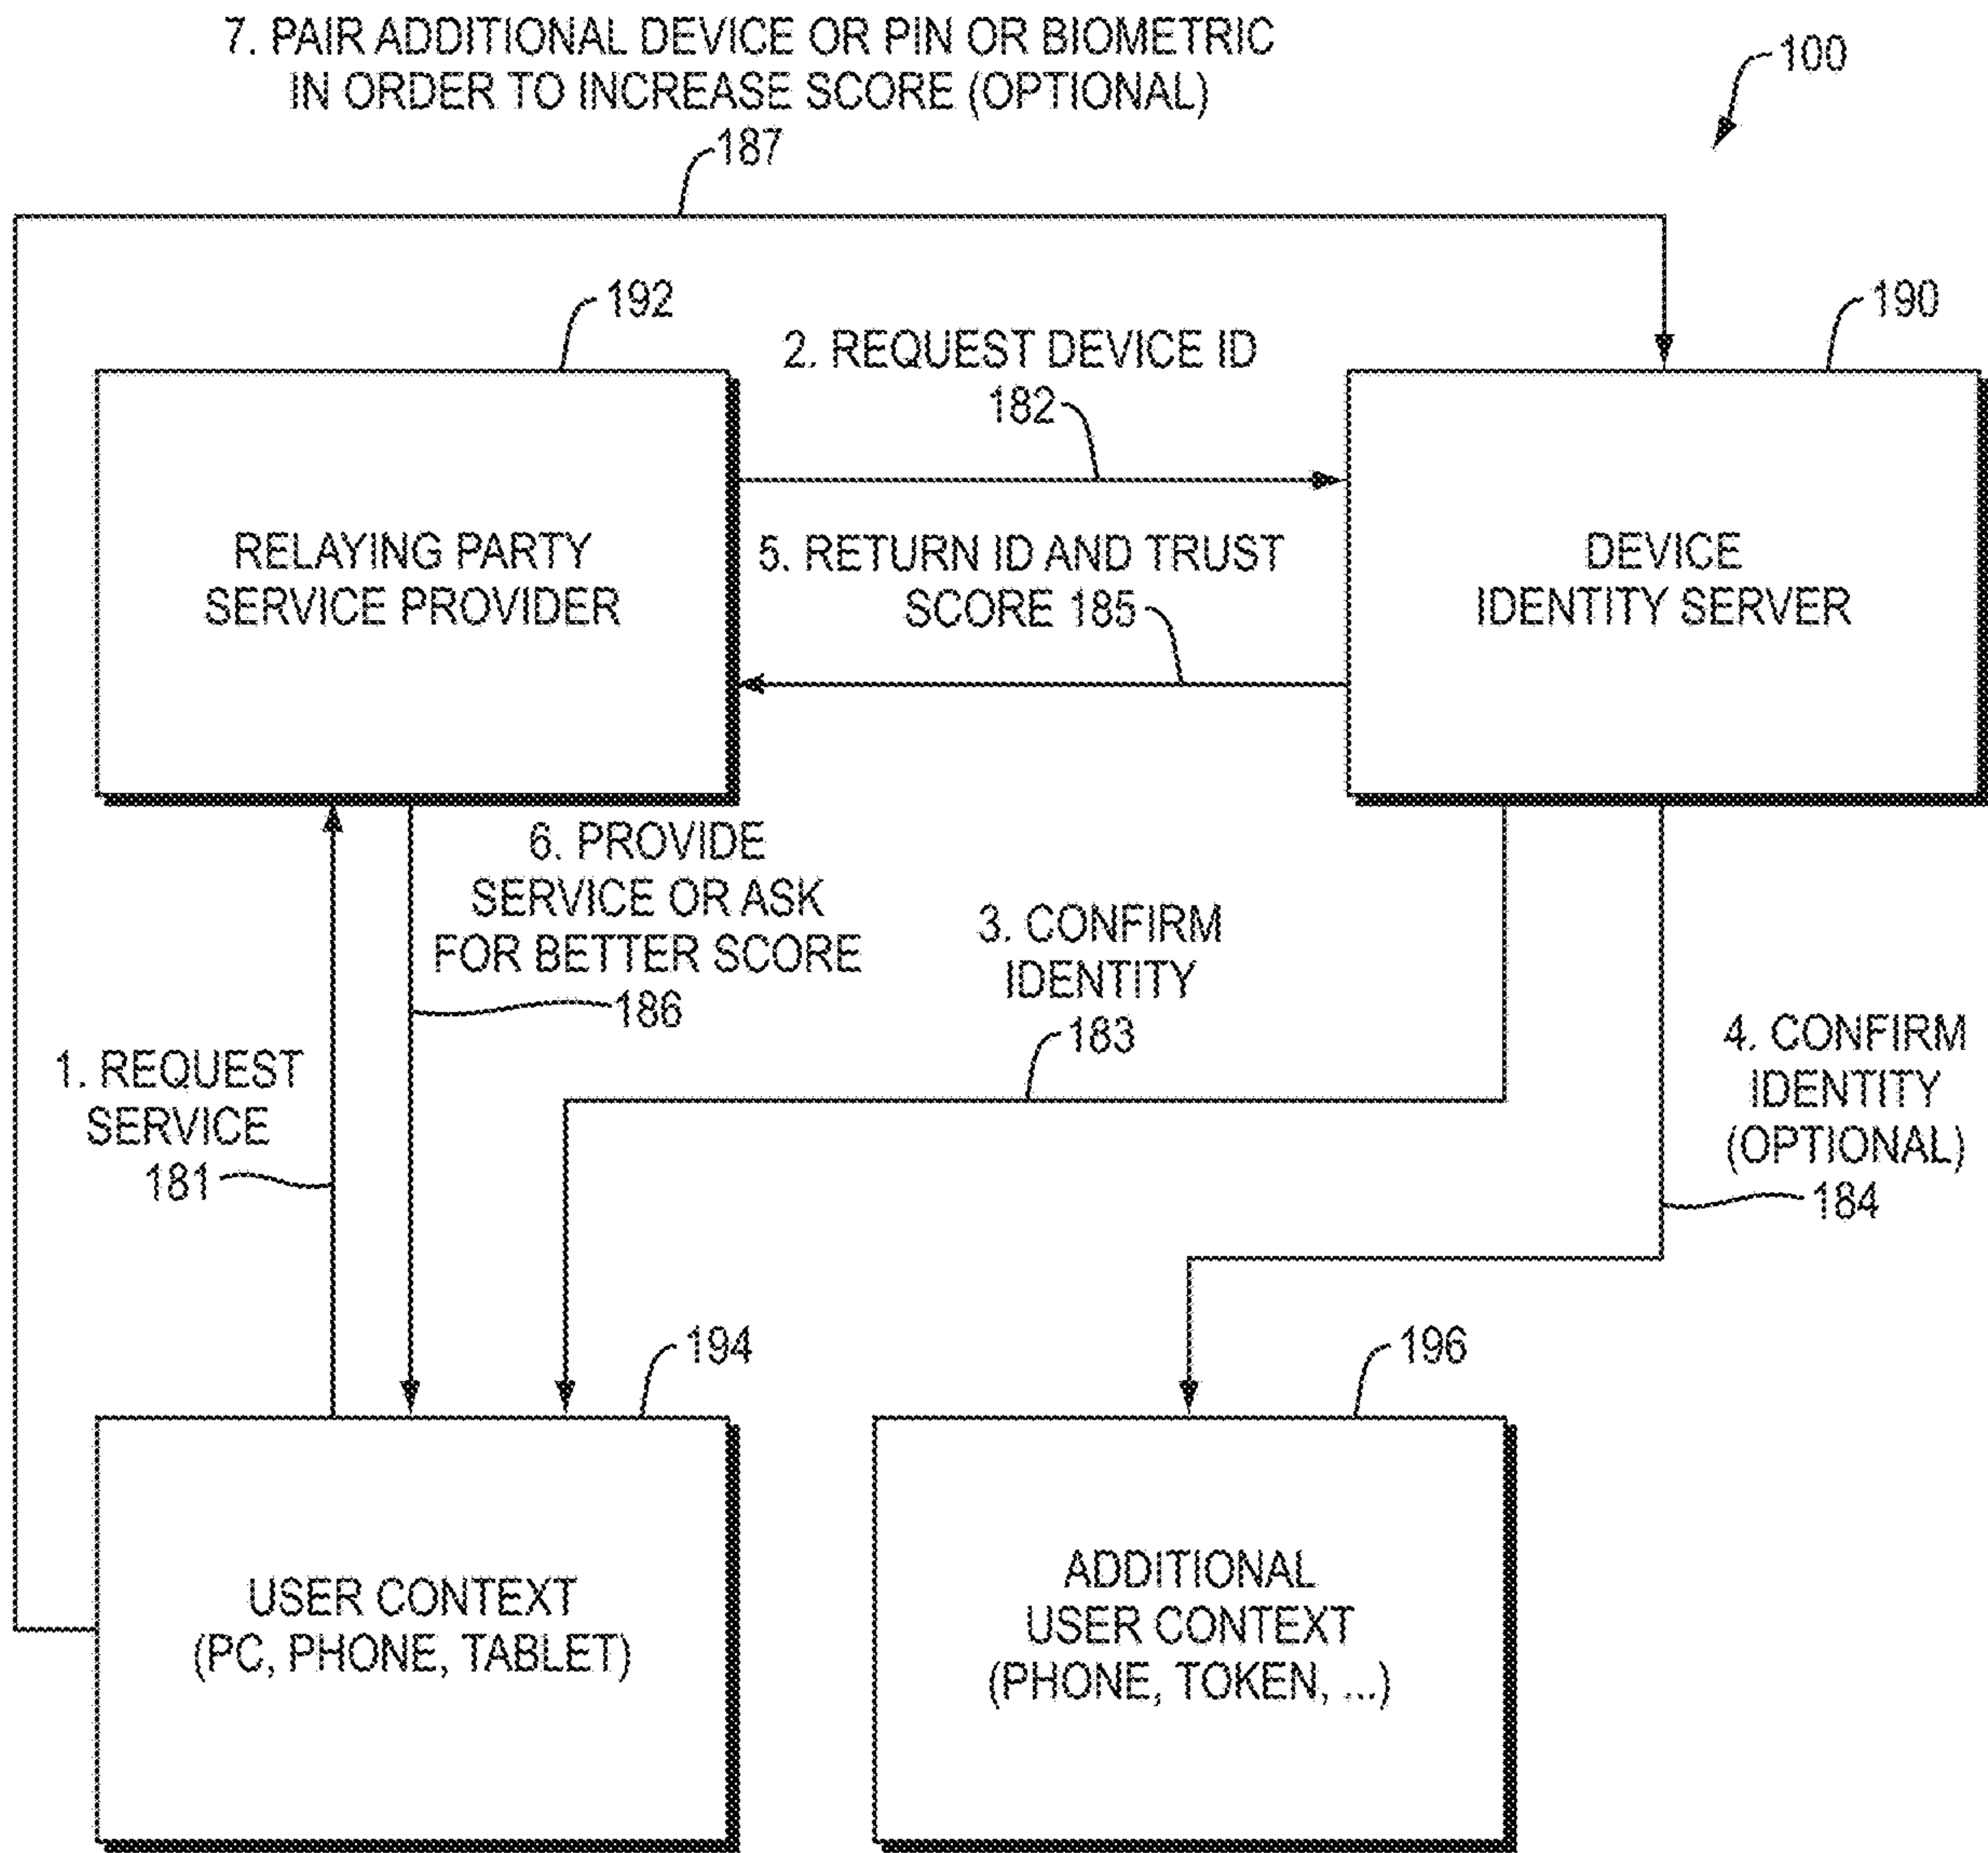 7. PAIR ADDITIONAL DEVICE OR PIN OR BIOMETRIC
IN ORDER TO INCREASE SCORE (OPTIONAL)
187
100
192
190
2. REQUEST DEVICE ID
182
RELAYING PARTY
SERVICE PROVIDER
5. RETURN ID AND TRUST
SCORE 185
DEVICE
IDENTITY SERVER
6. PROVIDE
SERVICE OR ASK
FOR BETTER SCORE
186
3. CONFIRM
IDENTITY
183
1. REQUEST
SERVICE
181
4. CONFIRM
IDENTITY
(OPTIONAL)
184
194
196
USER CONTEXT
(PC, PHONE, TABLET)
ADDITIONAL
USER CONTEXT
(PHONE, TOKEN, ...)